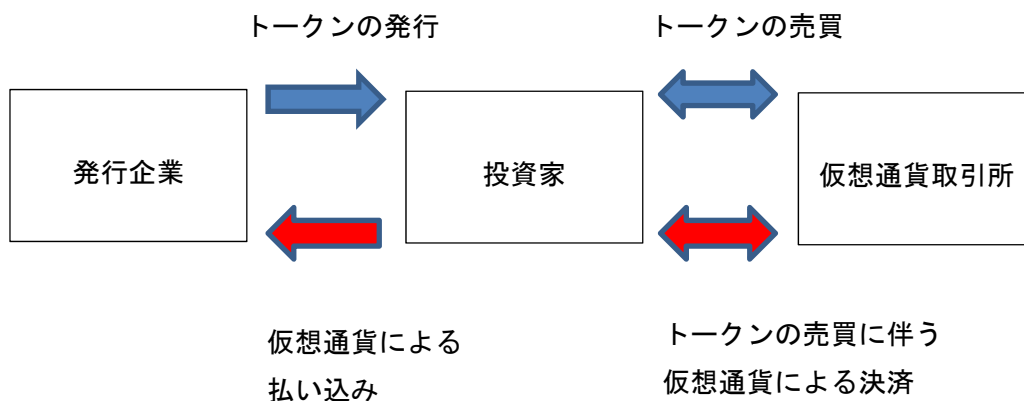 トークンの発行
トークンの売買
発行企業
投資家
仮想通貨取引所
仮想通貨による
払い込み
トークンの売買に伴う
仮想通貨による決済